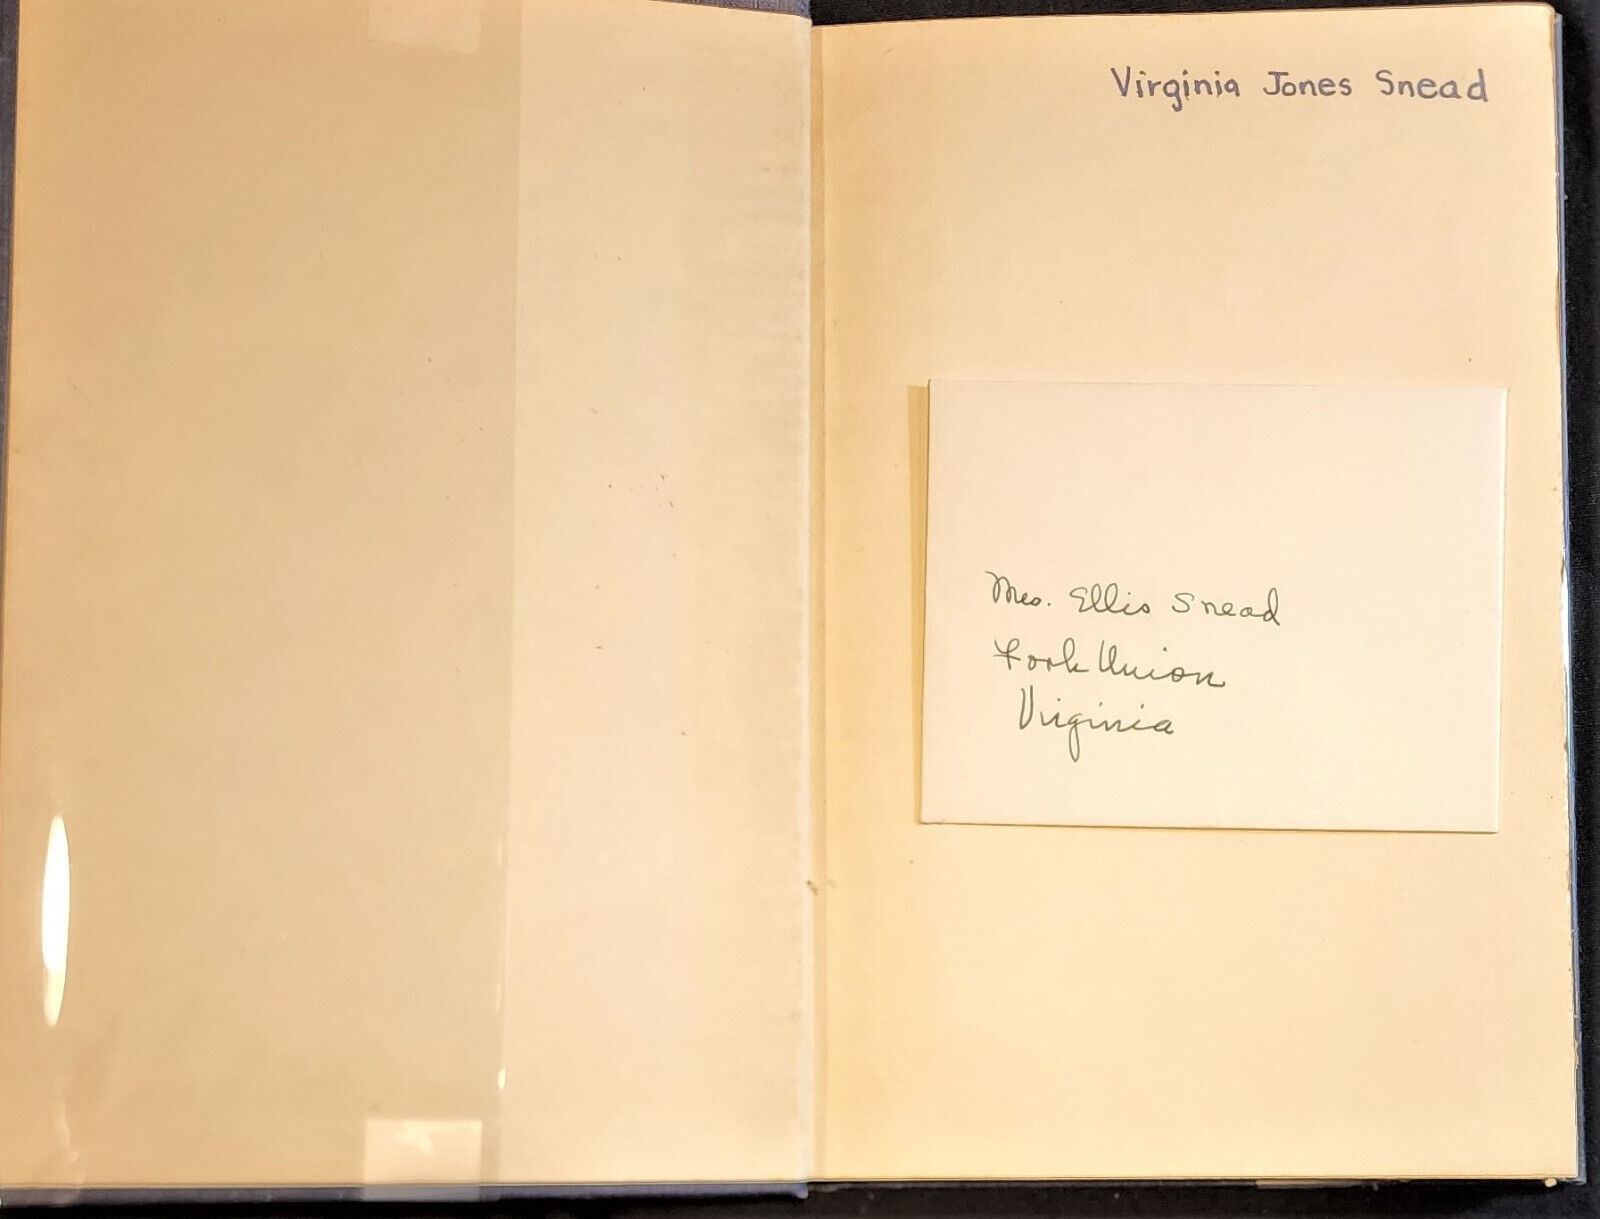 Virginia Jones Snead
Mrs. Ellis Snead
Fork Union
Virginia